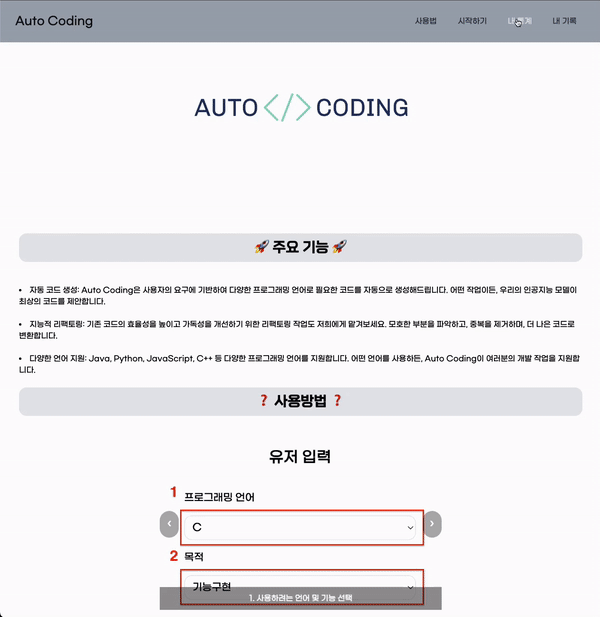 Auto Coding
사용법
시작하기
내 기록
AUTO </> CODING
🚀 주요 기능 🚀
• 자동 코드 생성: Auto Coding은 사용자의 요구에 기반하여 다양한 프로그래밍 언어로 필요한 코드를 자동으로 생성해드립니다. 어떤 작업이든, 우리의 인공지능 모델이
최상의 코드를 제안합니다.
• 지능적 리팩토링: 기존 코드의 효율성을 높이고 가독성을 개선하기 위한 리팩토링 작업도 저희에게 맡겨보세요. 모호한 부분을 파악하고, 중복을 제거하며, 더 나은 코드로
변환합니다.
• 다양한 언어 지원: Java, Python, JavaScript, C++ 등 다양한 프로그래밍 언어를 지원합니다. 어떤 언어를 사용하든, Auto Coding이 여러분의 개발 작업을 지원합
니다.
❓ 사용방법 ❓
유저 입력
1 프로그래밍 언어
C
2 목적
기능구현
1. 사용하려는 언어 및 기능 선택